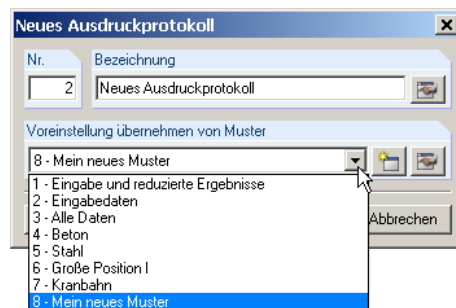 Neues Ausdruckprotokoll
Nr.
Bezeichnung
2
Neues Ausdruckprotokoll
Voreinstellung übernehmen von Muster
8 - Mein neues Muster
1 - Eingabe und reduzierte Ergebnisse
2 - Eingabedaten
3 - Alle Daten
4 - Beton
Abbrechen
5 - Stahl
6 - Große Position I
7 - Kranbahn
8 - Mein neues Muster